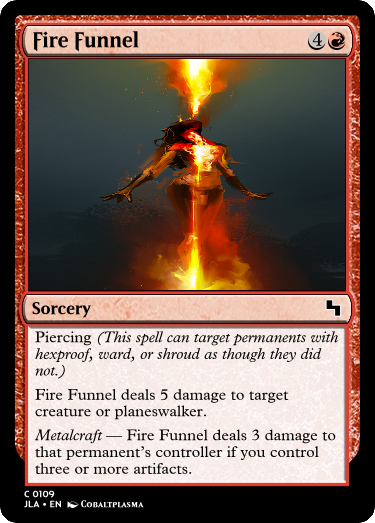 Fire Funnel 4
Sorcery
Piercing (This spell can target permanents with
hexproof, ward, or shroud as though they did
not.)
Fire Funnel deals 5 damage to target
creature or planeswalker.
Metalcraft — Fire Funnel deals 3 damage to
that permanent's controller if you control
three or more artifacts.
C 0109
JLA • EN Cobaltplasma